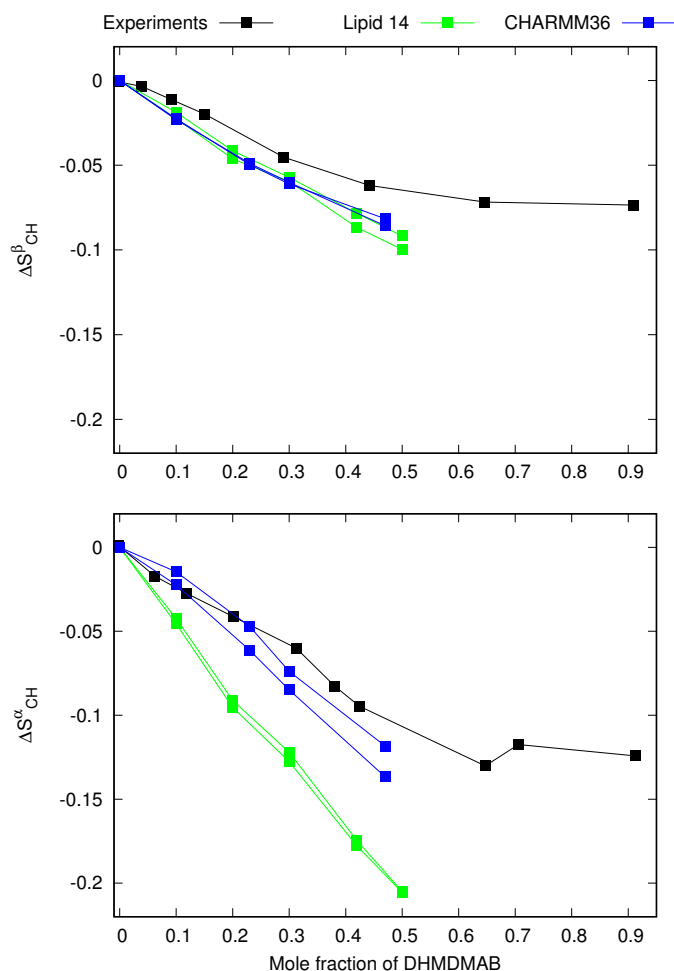 Experiments Lipid 14 CHARMM36
0
-0.05
-0.1
-0.15
-0.2
ΔS^β_CH
0 0.1 0.2 0.3 0.4 0.5 0.6 0.7 0.8 0.9
0
-0.05
-0.1
-0.15
-0.2
ΔS^α_CH
0 0.1 0.2 0.3 0.4 0.5 0.6 0.7 0.8 0.9
Mole fraction of DHMDMAB